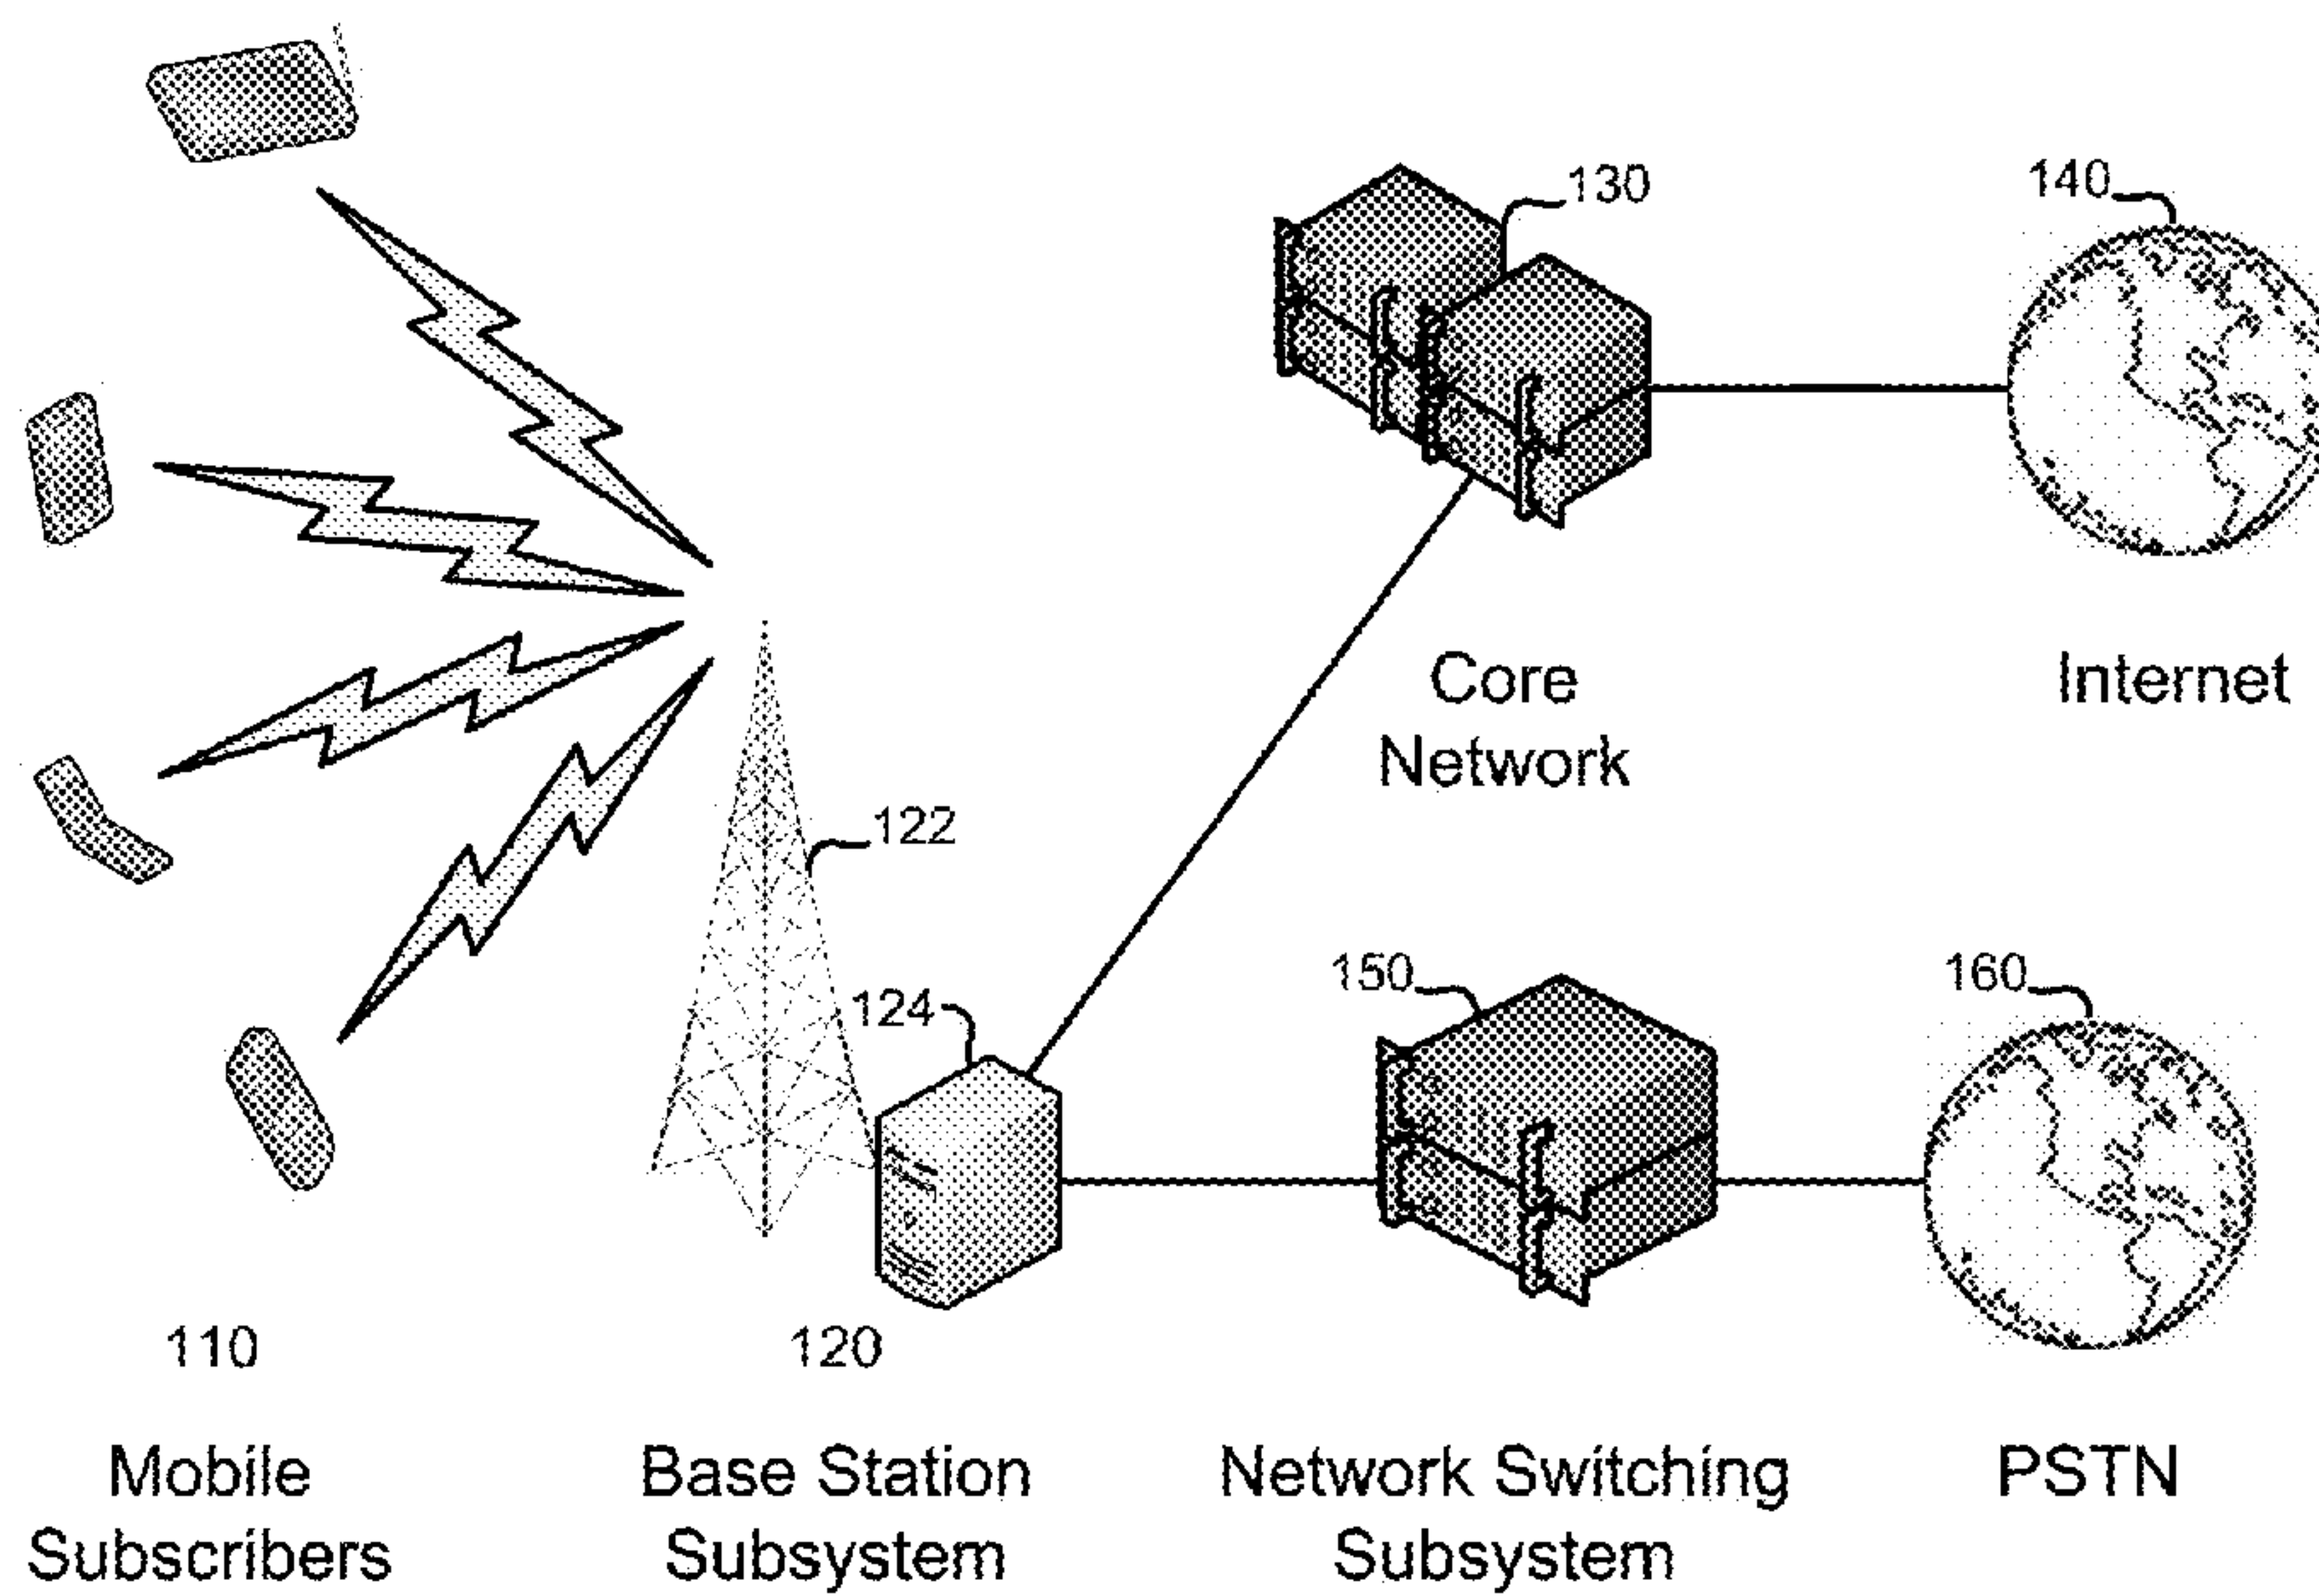 130
140
Core
Network
Internet
122
124
150
160
110
120
Mobile
Subscribers
Base Station
Subsystem
Network Switching
Subsystem
PSTN